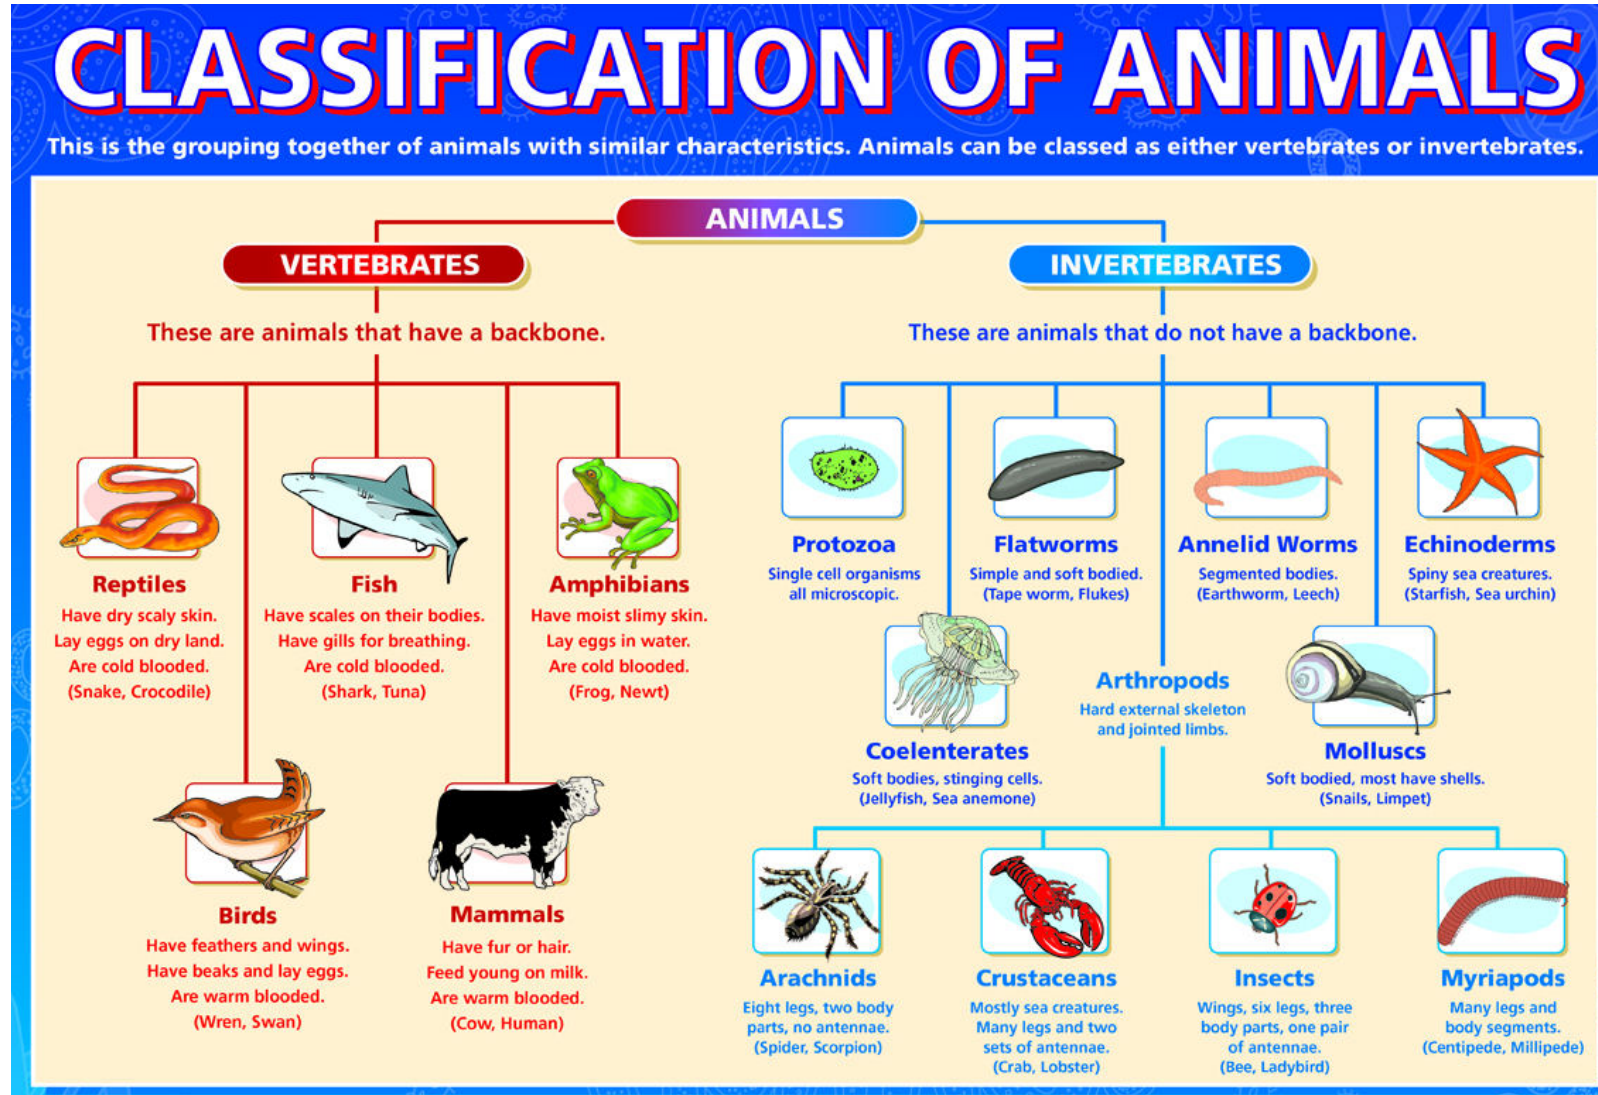 CLASSIFICATION OF ANIMALS
This is the grouping together of animals with similar characteristics. Animals can be classed as either vertebrates or invertebrates.
ANIMALS
VERTEBRATES
These are animals that have a backbone.
Reptiles
Have dry scaly skin.
Lay eggs on dry land.
Are cold blooded.
(Snake, Crocodile)
Fish
Have scales on their bodies.
Have gills for breathing.
Are cold blooded.
(Shark, Tuna)
Amphibians
Have moist slimy skin.
Lay eggs in water.
Are cold blooded.
(Frog, Newt)
Birds
Have feathers and wings.
Have beaks and lay eggs.
Are warm blooded.
(Wren, Swan)
Mammals
Have fur or hair.
Feed young on milk.
Are warm blooded.
(Cow, Human)
INVERTEBRATES
These are animals that do not have a backbone.
Protozoa
Single cell organisms
all microscopic.
Flatworms
Simple and soft bodied.
(Tape worm, Flukes)
Annelid Worms
Segmented bodies.
(Earthworm, Leech)
Echinoderms
Spiny sea creatures.
(Starfish, Sea urchin)
Coelenterates
Soft bodies, stinging cells.
(Jellyfish, Sea anemone)
Arthropods
Hard external skeleton
and jointed limbs.
Molluscs
Soft bodied, most have shells.
(Snails, Limpet)
Arachnids
Eight legs, two body
parts, no antennae.
(Spider, Scorpion)
Crustaceans
Mostly sea creatures.
Many legs and two
sets of antennae.
(Crab, Lobster)
Insects
Wings, six legs, three
body parts, one pair
of antennae.
(Bee, Ladybird)
Myriapods
Many legs and
body segments.
(Centipede, Millipede)